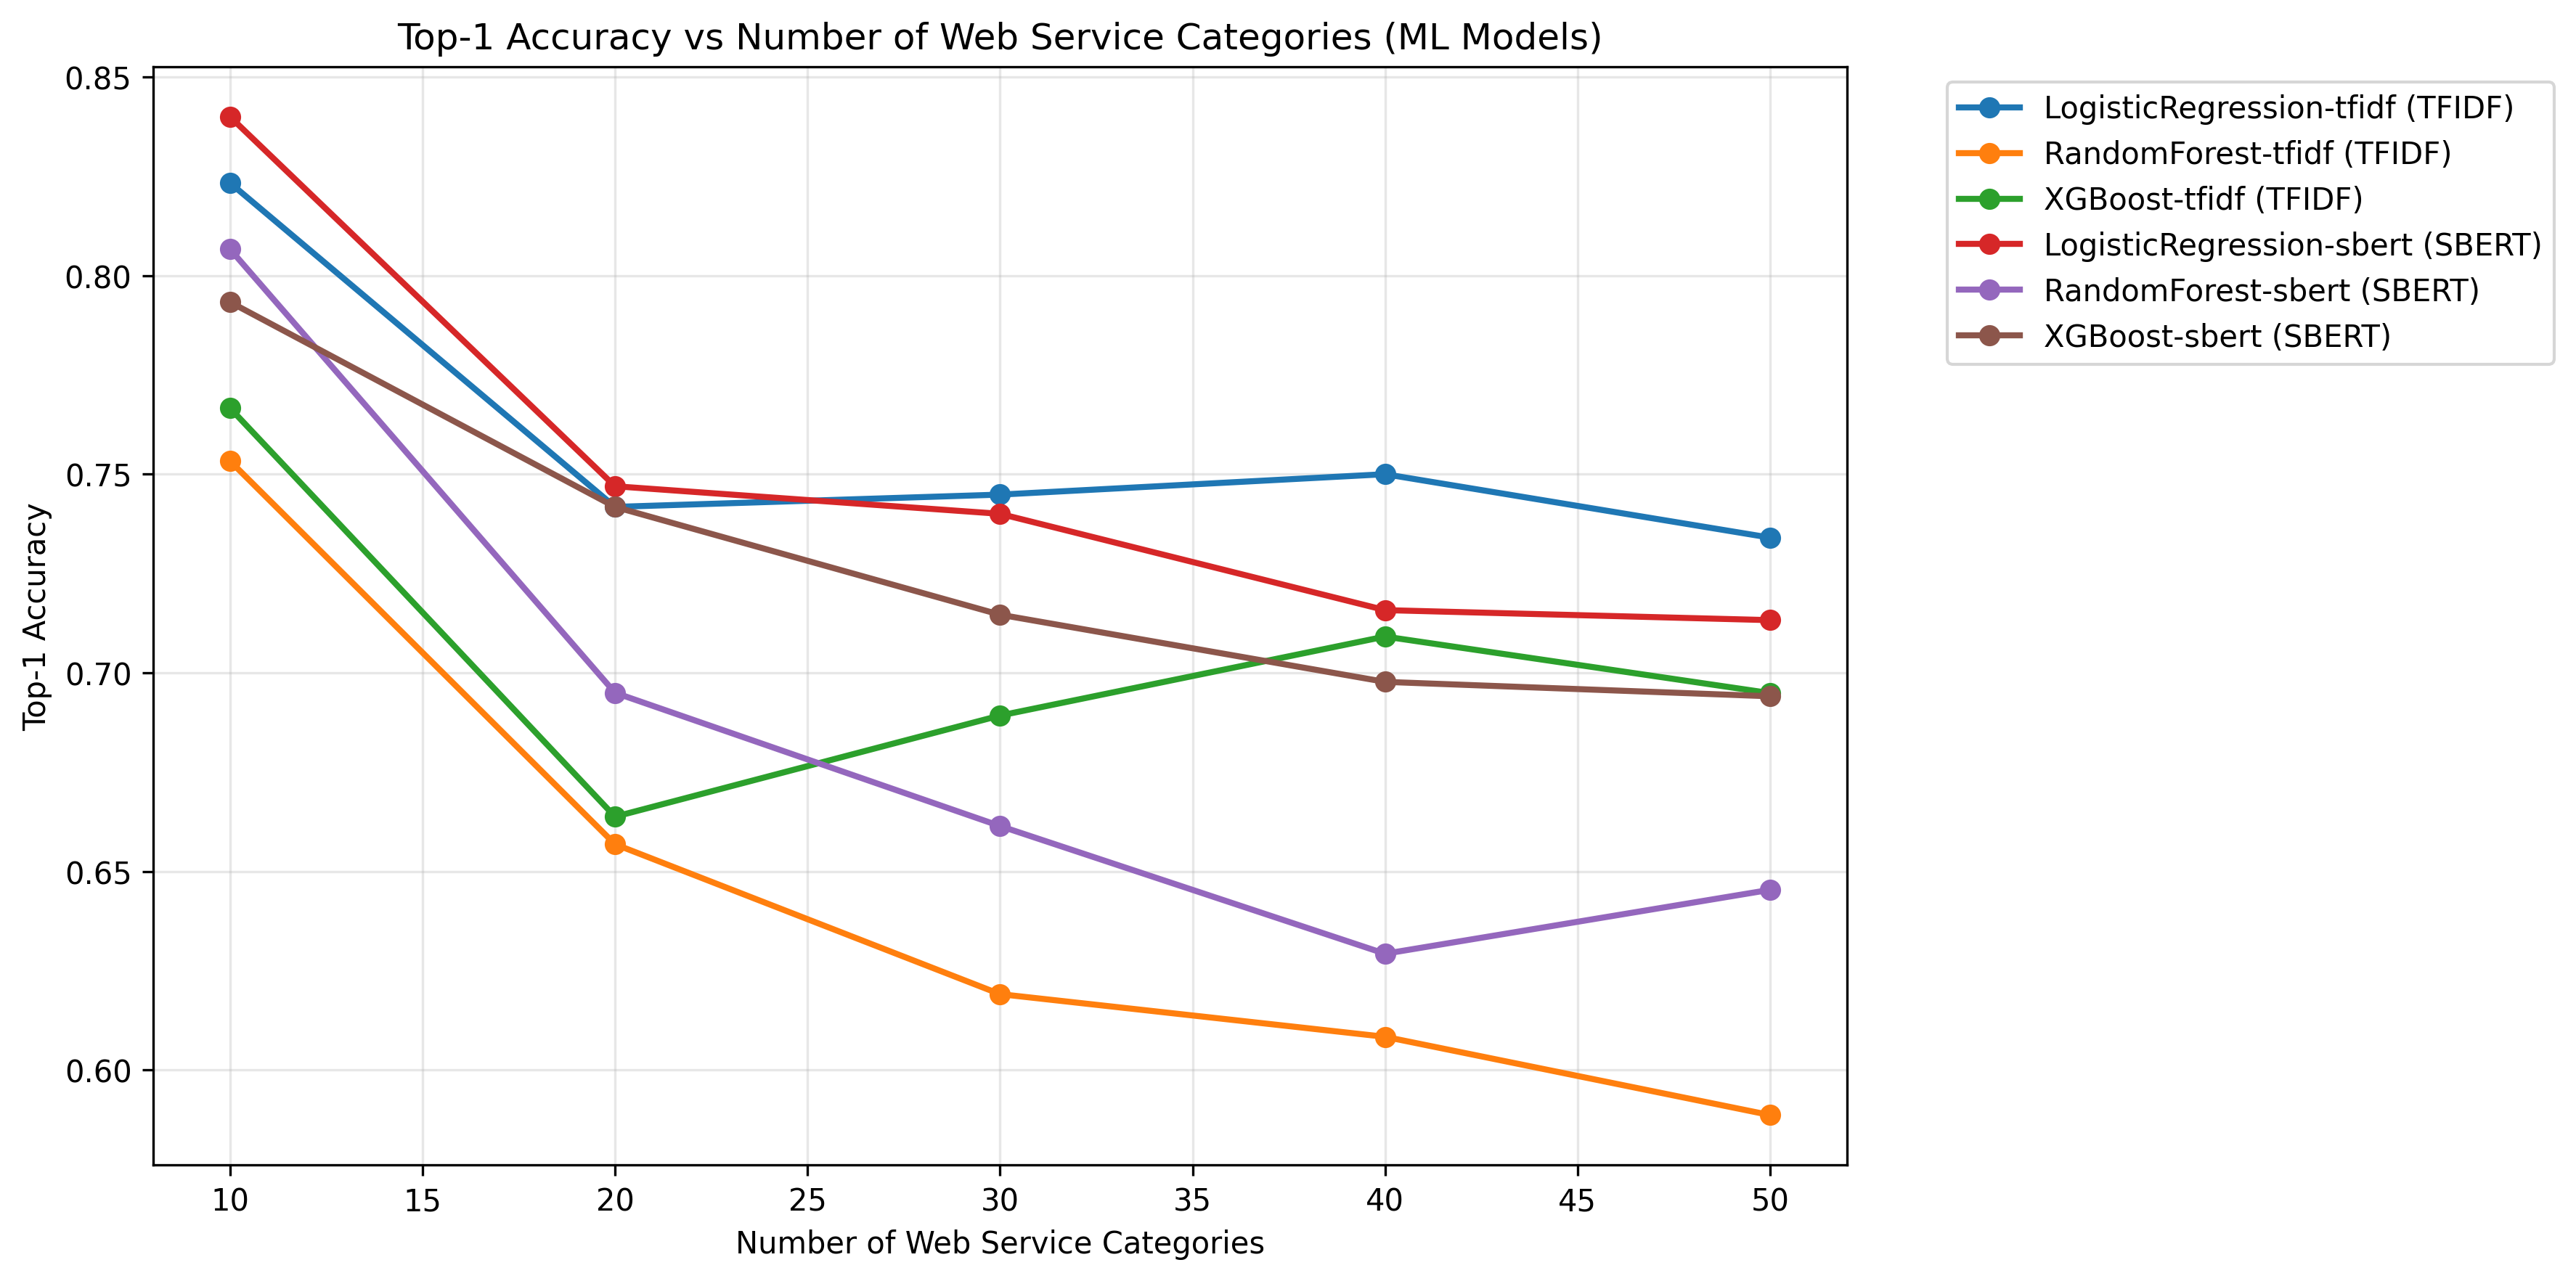 Top-1 Accuracy vs Number of Web Service Categories (ML Models)
Top-1 Accuracy
0.85
0.80
0.75
0.70
0.65
0.60
10 15 20 25 30 35 40 45 50
Number of Web Service Categories
LogisticRegression-tfidf (TFIDF)
RandomForest-tfidf (TFIDF)
XGBoost-tfidf (TFIDF)
LogisticRegression-sbert (SBERT)
RandomForest-sbert (SBERT)
XGBoost-sbert (SBERT)